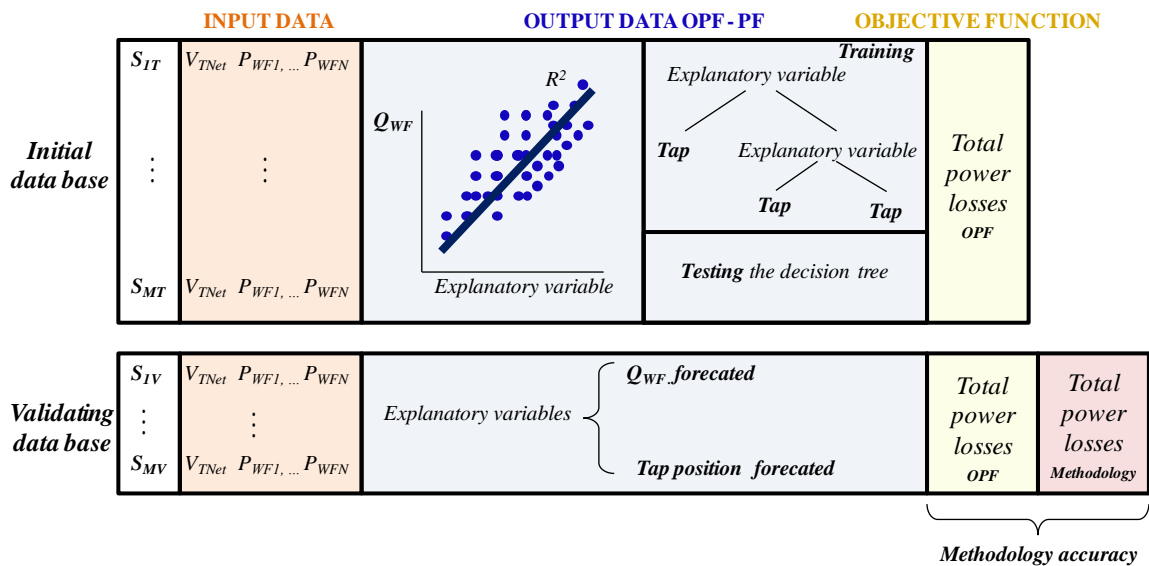 INPUT DATA
OUTPUT DATA OPF - PF
OBJECTIVE FUNCTION
Initial
data base
S1T
⋮
SMT
VTNet PWF1, ... PWFN
⋮
VTNet PWF1, ... PWFN
QWF
R2
Explanatory variable
Training
Explanatory variable
Tap
Explanatory variable
Tap
Tap
Testing the decision tree
Total
power
losses
OPF
Validating
data base
S1V
⋮
SMV
VTNet PWF1, ... PWFN
⋮
VTNet PWF1, ... PWFN
Explanatory variables
QWF.. forecated
Tap position forecated
Total
power
losses
OPF
Total
power
losses
Methodology
Methodology accuracy